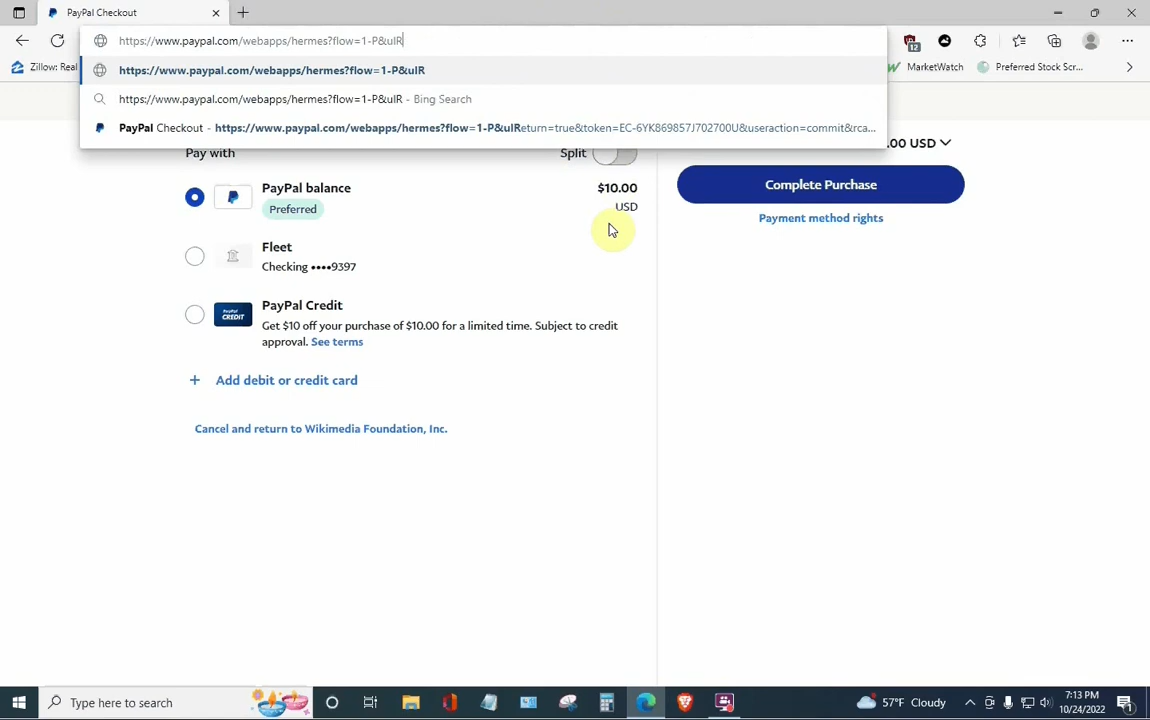 PayPal Checkout
https://www.paypal.com/webapps/hermes?flow=1-P&ulR
12
Zillow: Real
MarketWatch
Preferred Stock Scr...
https://www.paypal.com/webapps/hermes?flow=1-P&ulR
https://www.paypal.com/webapps/hermes?flow=1-P&ulR - Bing Search
PayPal Checkout - https://www.paypal.com/webapps/hermes?flow=1-P&ulReturn=true&token=EC-6YK869857J702700U&useraction=commit&rca...
Pay with
Split
.00 USD
PayPal balance
$10.00
Preferred
USD
Complete Purchase
Payment method rights
Fleet
Checking ••••9397
PayPal Credit
PayPal
CREDIT
Get $10 off your purchase of $10.00 for a limited time. Subject to credit
approval. See terms
+ Add debit or credit card
Cancel and return to Wikimedia Foundation, Inc.
Type here to search
57°F Cloudy
7:13 PM
10/24/2022
1